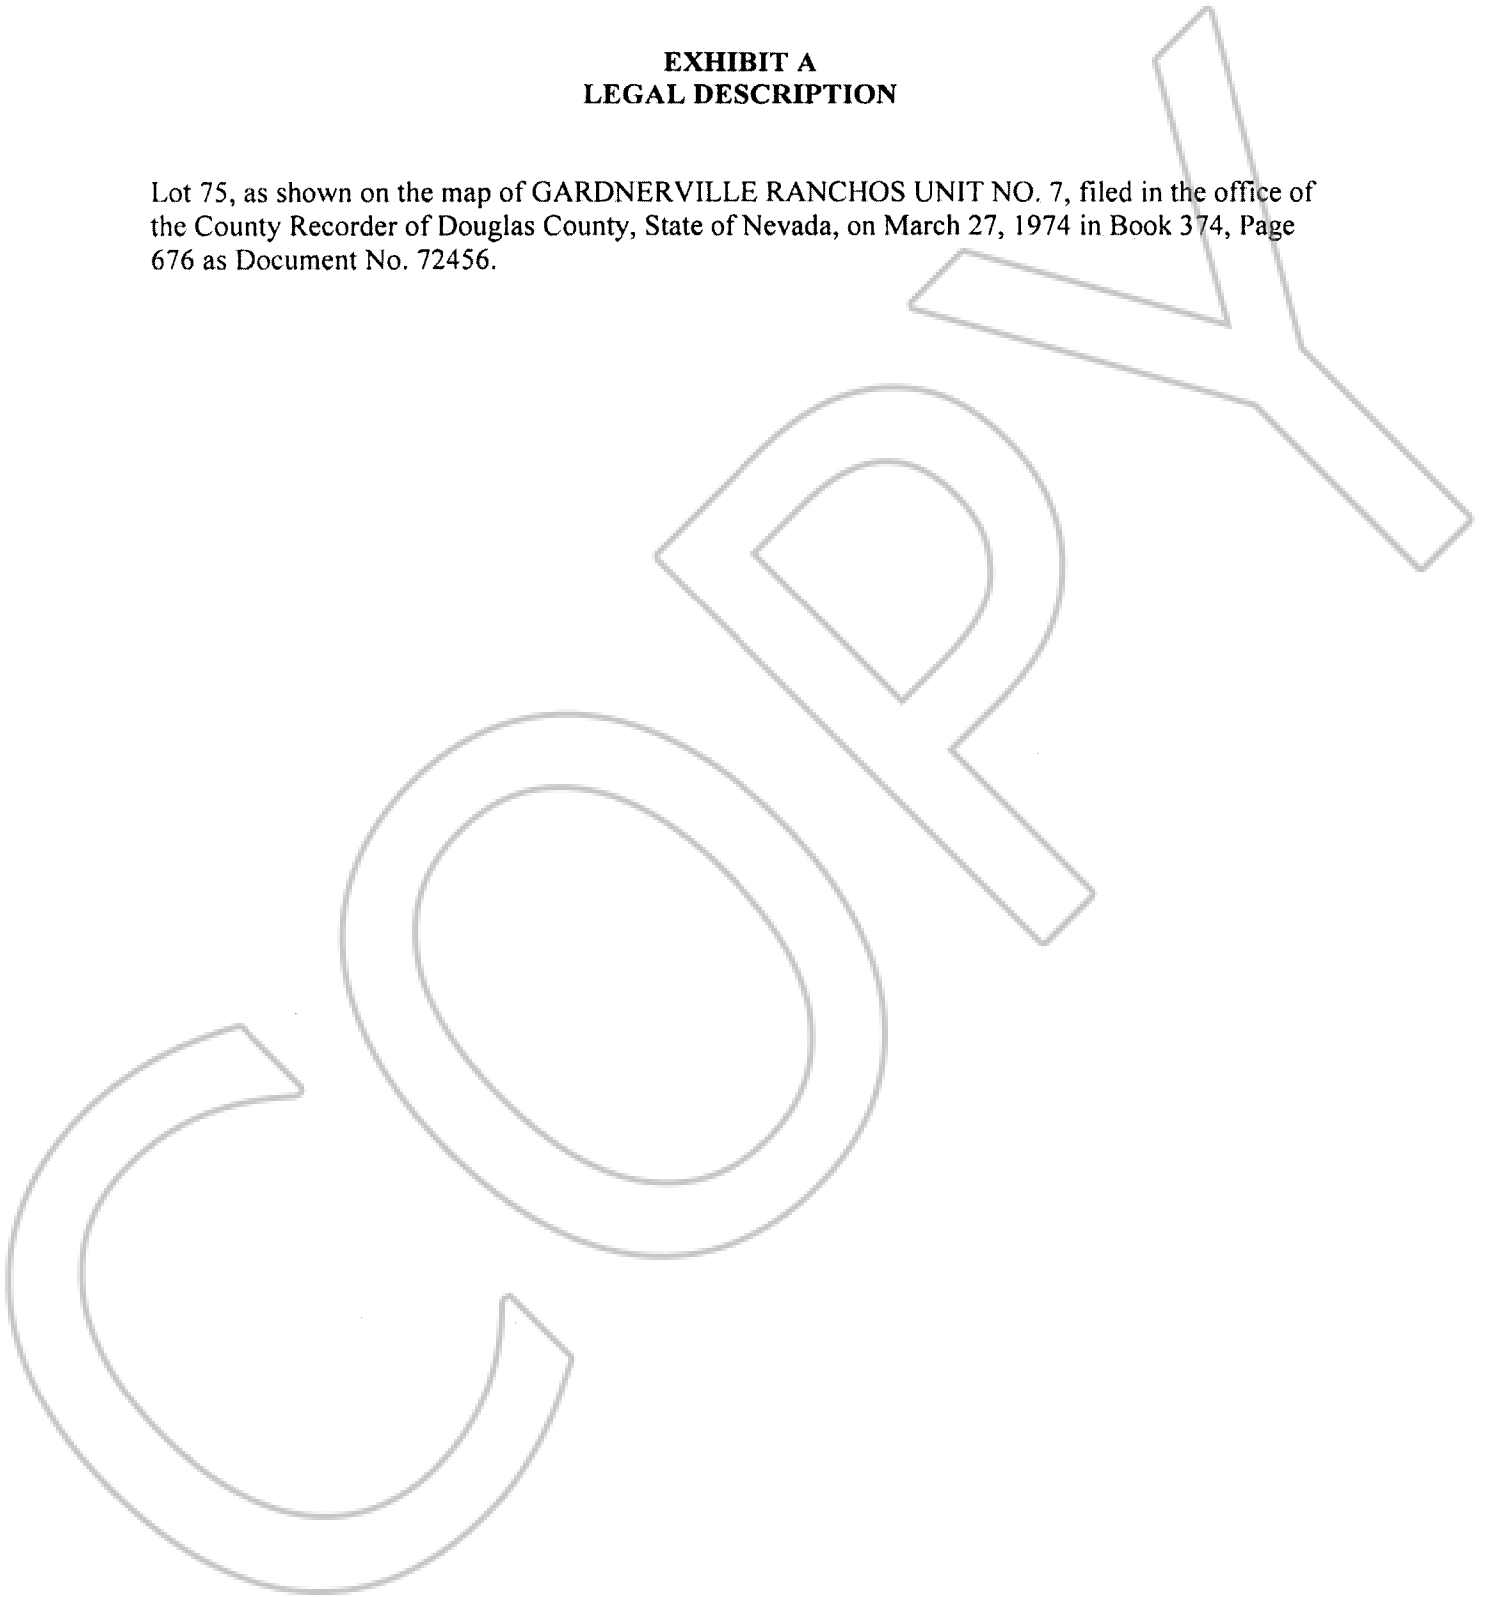 EXHIBIT A
LEGAL DESCRIPTION
Lot 75, as shown on the map of GARDNERVILLE RANCHOS UNIT NO. 7, filed in the office of
the County Recorder of Douglas County, State of Nevada, on March 27, 1974 in Book 374, Page
676 as Document No. 72456.
COPY